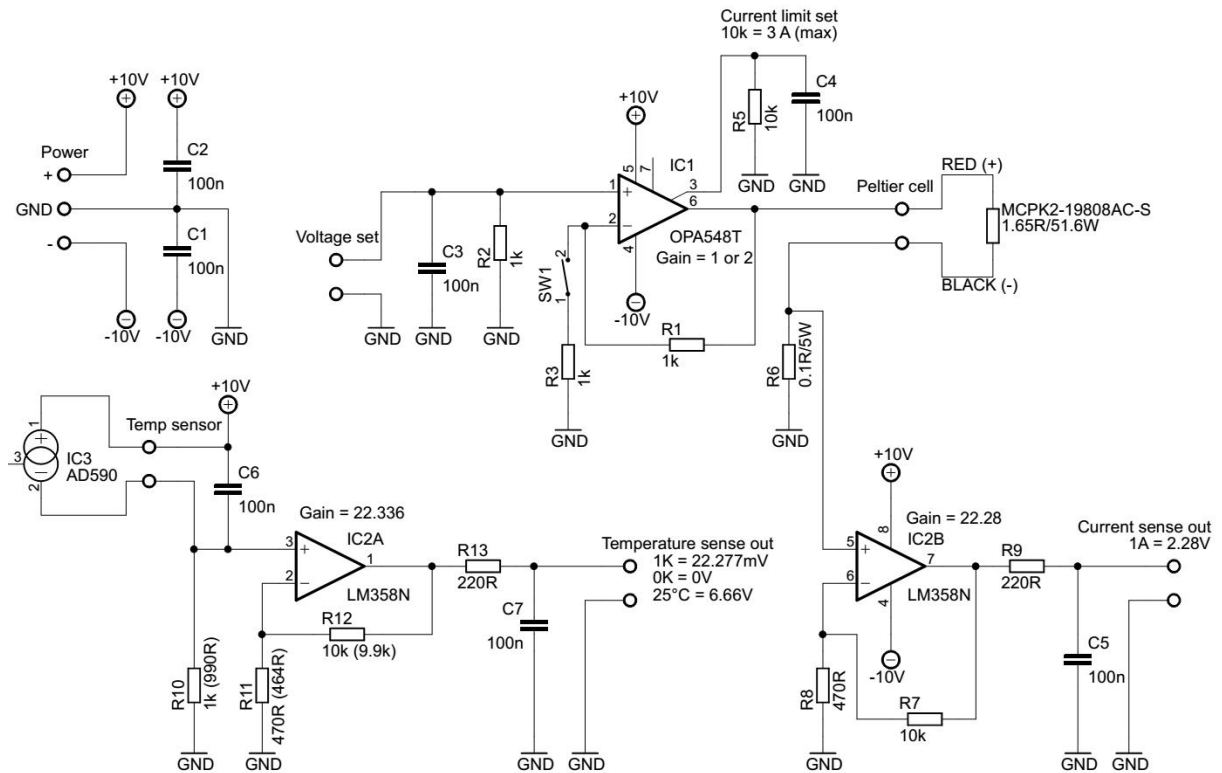 Current limit set
10k = 3 A (max)
+10V
+10V
Power
+
GND
-
C2
100n
C1
100n
-10V
-10V
GND
Voltage set
GND
C3
100n
GND
R2
1k
GND
+10V
5
7
IC1
1
+
2
−
3
6
4
OPA548T
Gain = 1 or 2
-10V
SW1
2
1
R3
1k
GND
R1
1k
R5
10k
GND
C4
100n
GND
Peltier cell
RED (+)
MCPK2-19808AC-S
1.65R/51.6W
BLACK (-)
R6
0.1R/5W
GND
+10V
Temp sensor
1
3
2
IC3
AD590
C6
100n
Gain = 22.336
IC2A
3
+
2
−
1
LM358N
R10
1k (990R)
GND
R11
470R (464R)
GND
R12
10k (9.9k)
R13
220R
C7
100n
GND
Temperature sense out
1K = 22.277mV
0K = 0V
25°C = 6.66V
GND
+10V
8
Gain = 22.28
IC2B
5
+
6
−
7
4
LM358N
-10V
R8
470R
GND
R7
10k
R9
220R
C5
100n
GND
Current sense out
1A = 2.28V
GND